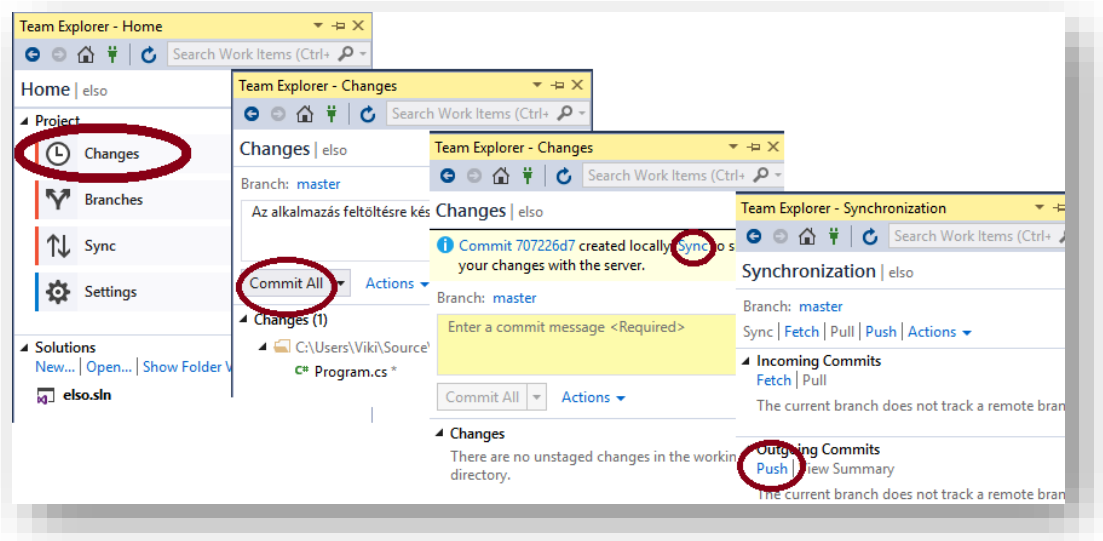 Team Explorer - Home
Search Work Items (Ctrl+
Home | elso
Project
Changes
Branches
Sync
Settings
Solutions
New... | Open... | Show Folder V
elso.sln
Team Explorer - Changes
Search Work Items (Ctrl+
Changes | elso
Branch: master
Az alkalmazás feltöltésre kés
Commit All
Actions
Changes (1)
C:\Users\Viki\Source\
C# Program.cs *
Team Explorer - Changes
Search Work Items (Ctrl+
Changes | elso
Commit 707226d7 created locally. Sync to s
your changes with the server.
Branch: master
Enter a commit message <Required>
Commit All
Actions
Changes
There are no unstaged changes in the workin
directory.
Team Explorer - Synchronization
Search Work Items (Ctrl+
Synchronization | elso
Branch: master
Sync | Fetch | Pull | Push | Actions
Incoming Commits
Fetch | Pull
The current branch does not track a remote bran
Outgoing Commits
Push | View Summary
The current branch does not track a remote bran